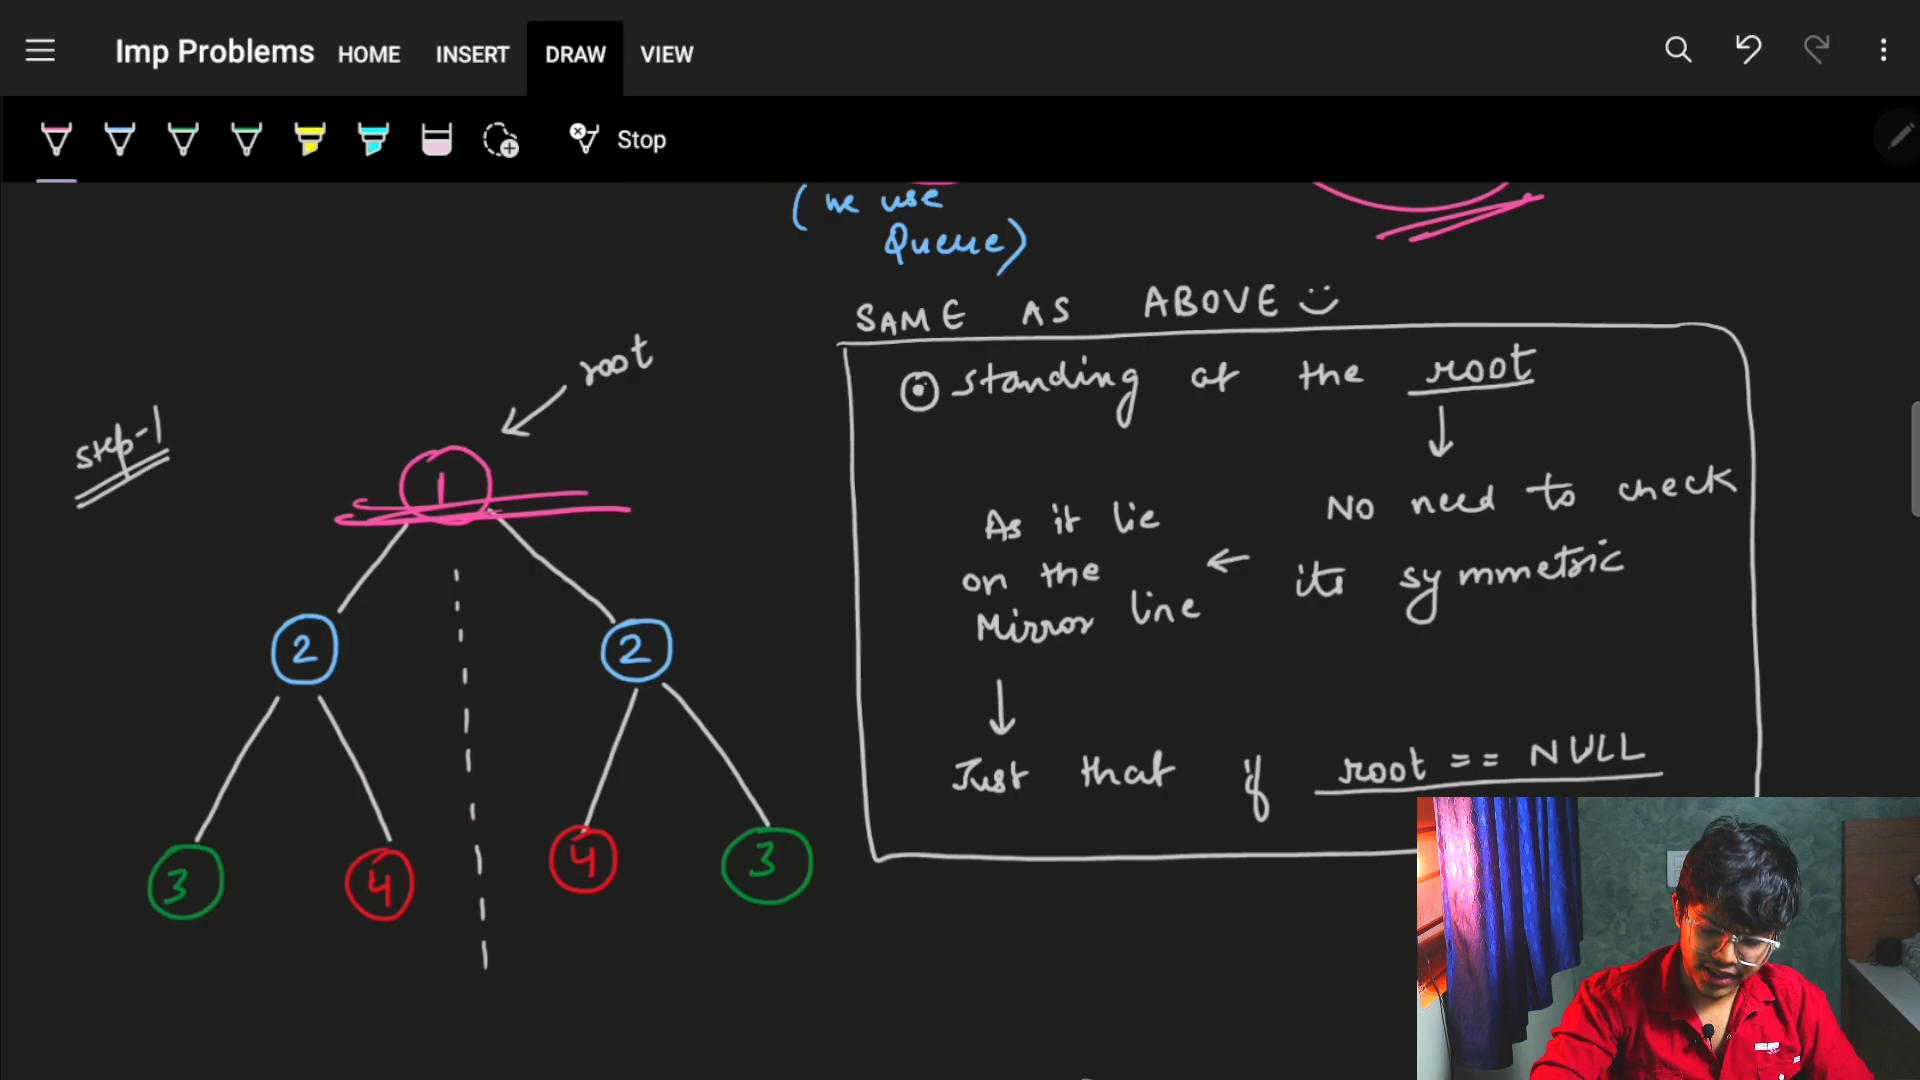 Imp Problems HOME INSERT DRAW VIEW
Stop
(we use
Queue)
SAME AS ABOVE
root
standing at the root
step-1
1
As it lie
No need to check
on the
its symmetric
Mirror line
2
2
Just that if root == NULL
3
4
4
3